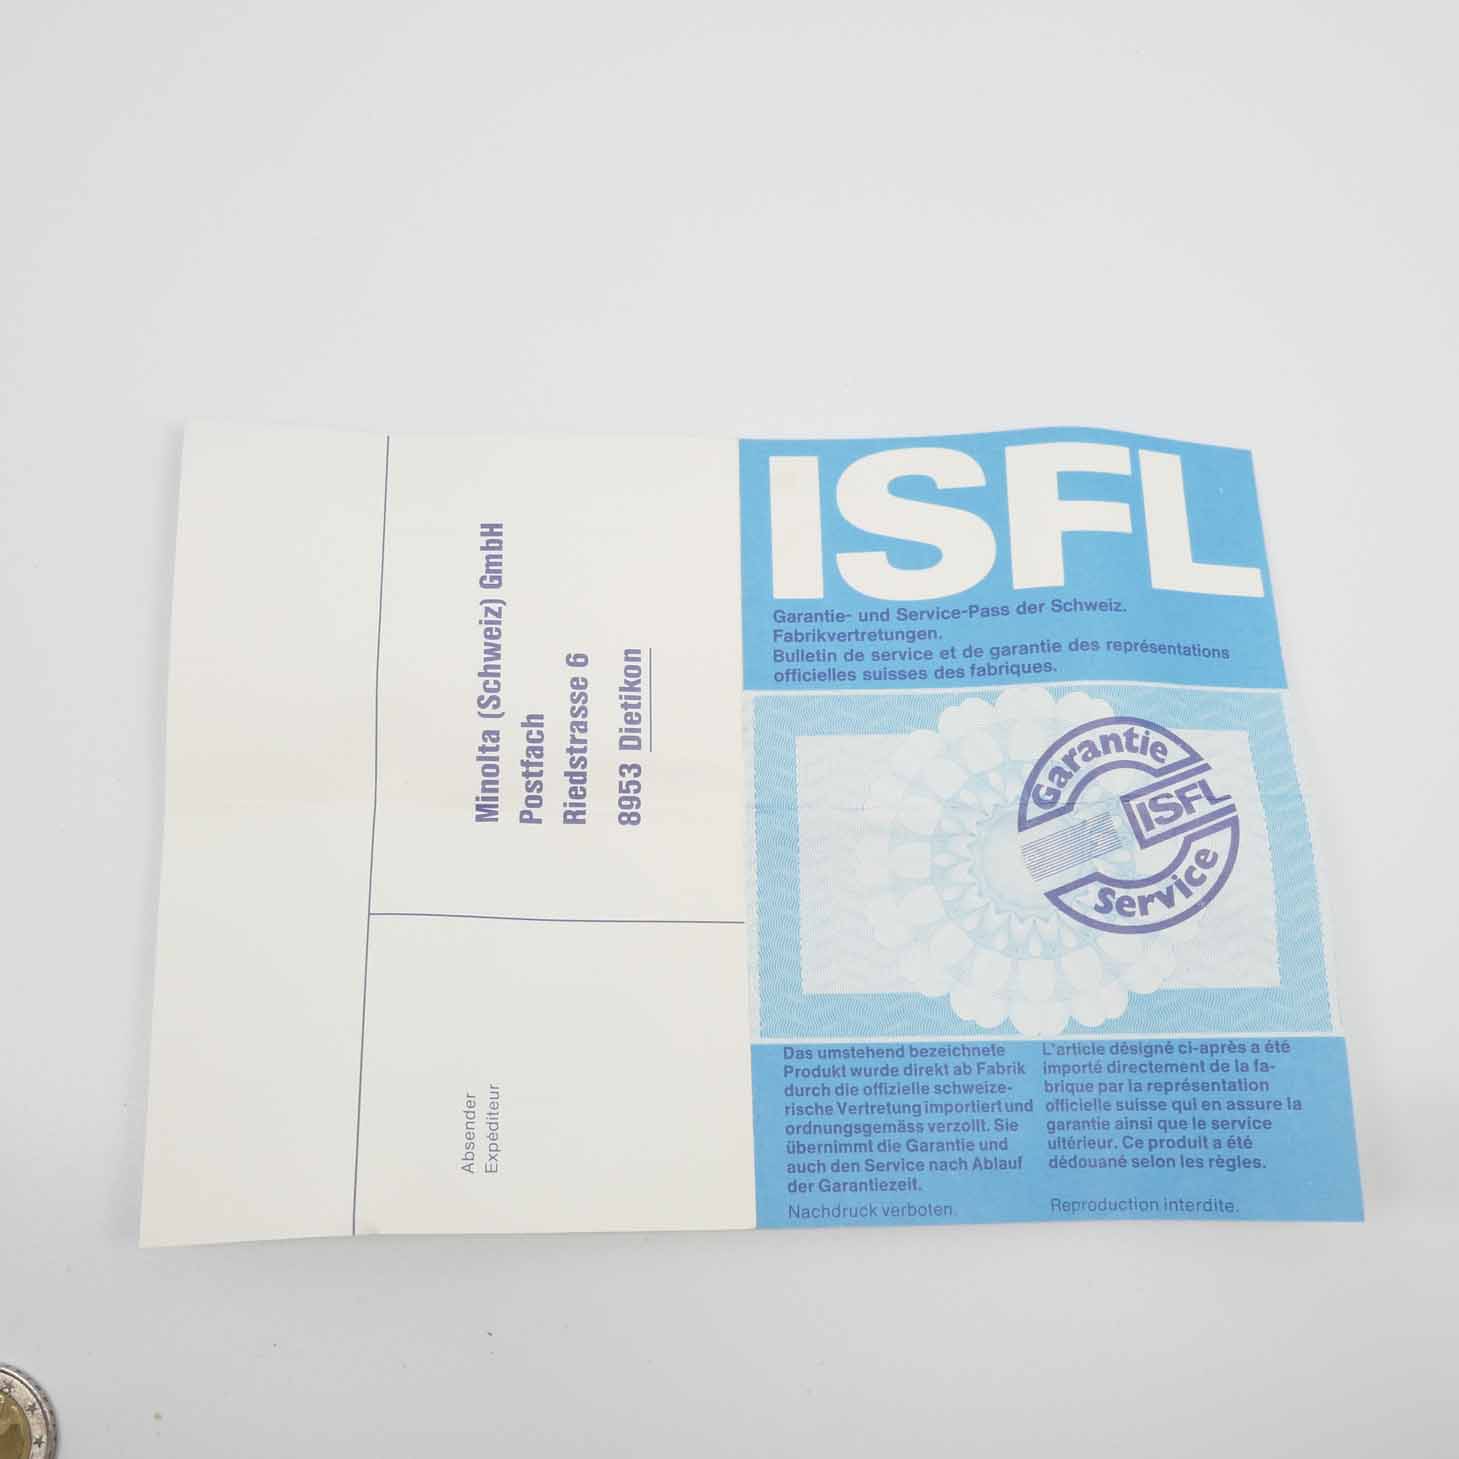 Minolta (Schweiz) GmbH
Postfach
Riedstrasse 6
8953 Dietikon
Absender
Expéditeur
ISFL
Garantie- und Service-Pass der Schweiz.
Fabrikvertretungen.
Bulletin de service et de garantie des représentations
officielles suisses des fabriques.
Garantie
ISFL
Service
Das umstehend bezeichnete
Produkt wurde direkt ab Fabrik
durch die offizielle schweize-
rische Vertretung importiert und
ordnungsgemäss verzollt. Sie
übernimmt die Garantie und
auch den Service nach Ablauf
der Garantiezeit.
Nachdruck verboten.
L'article désigné ci-après a été
importé directement de la fa-
brique par la représentation
officielle suisse qui en assure la
garantie ainsi que le service
ultérieur. Ce produit a été
dédouané selon les règles.
Reproduction interdite.